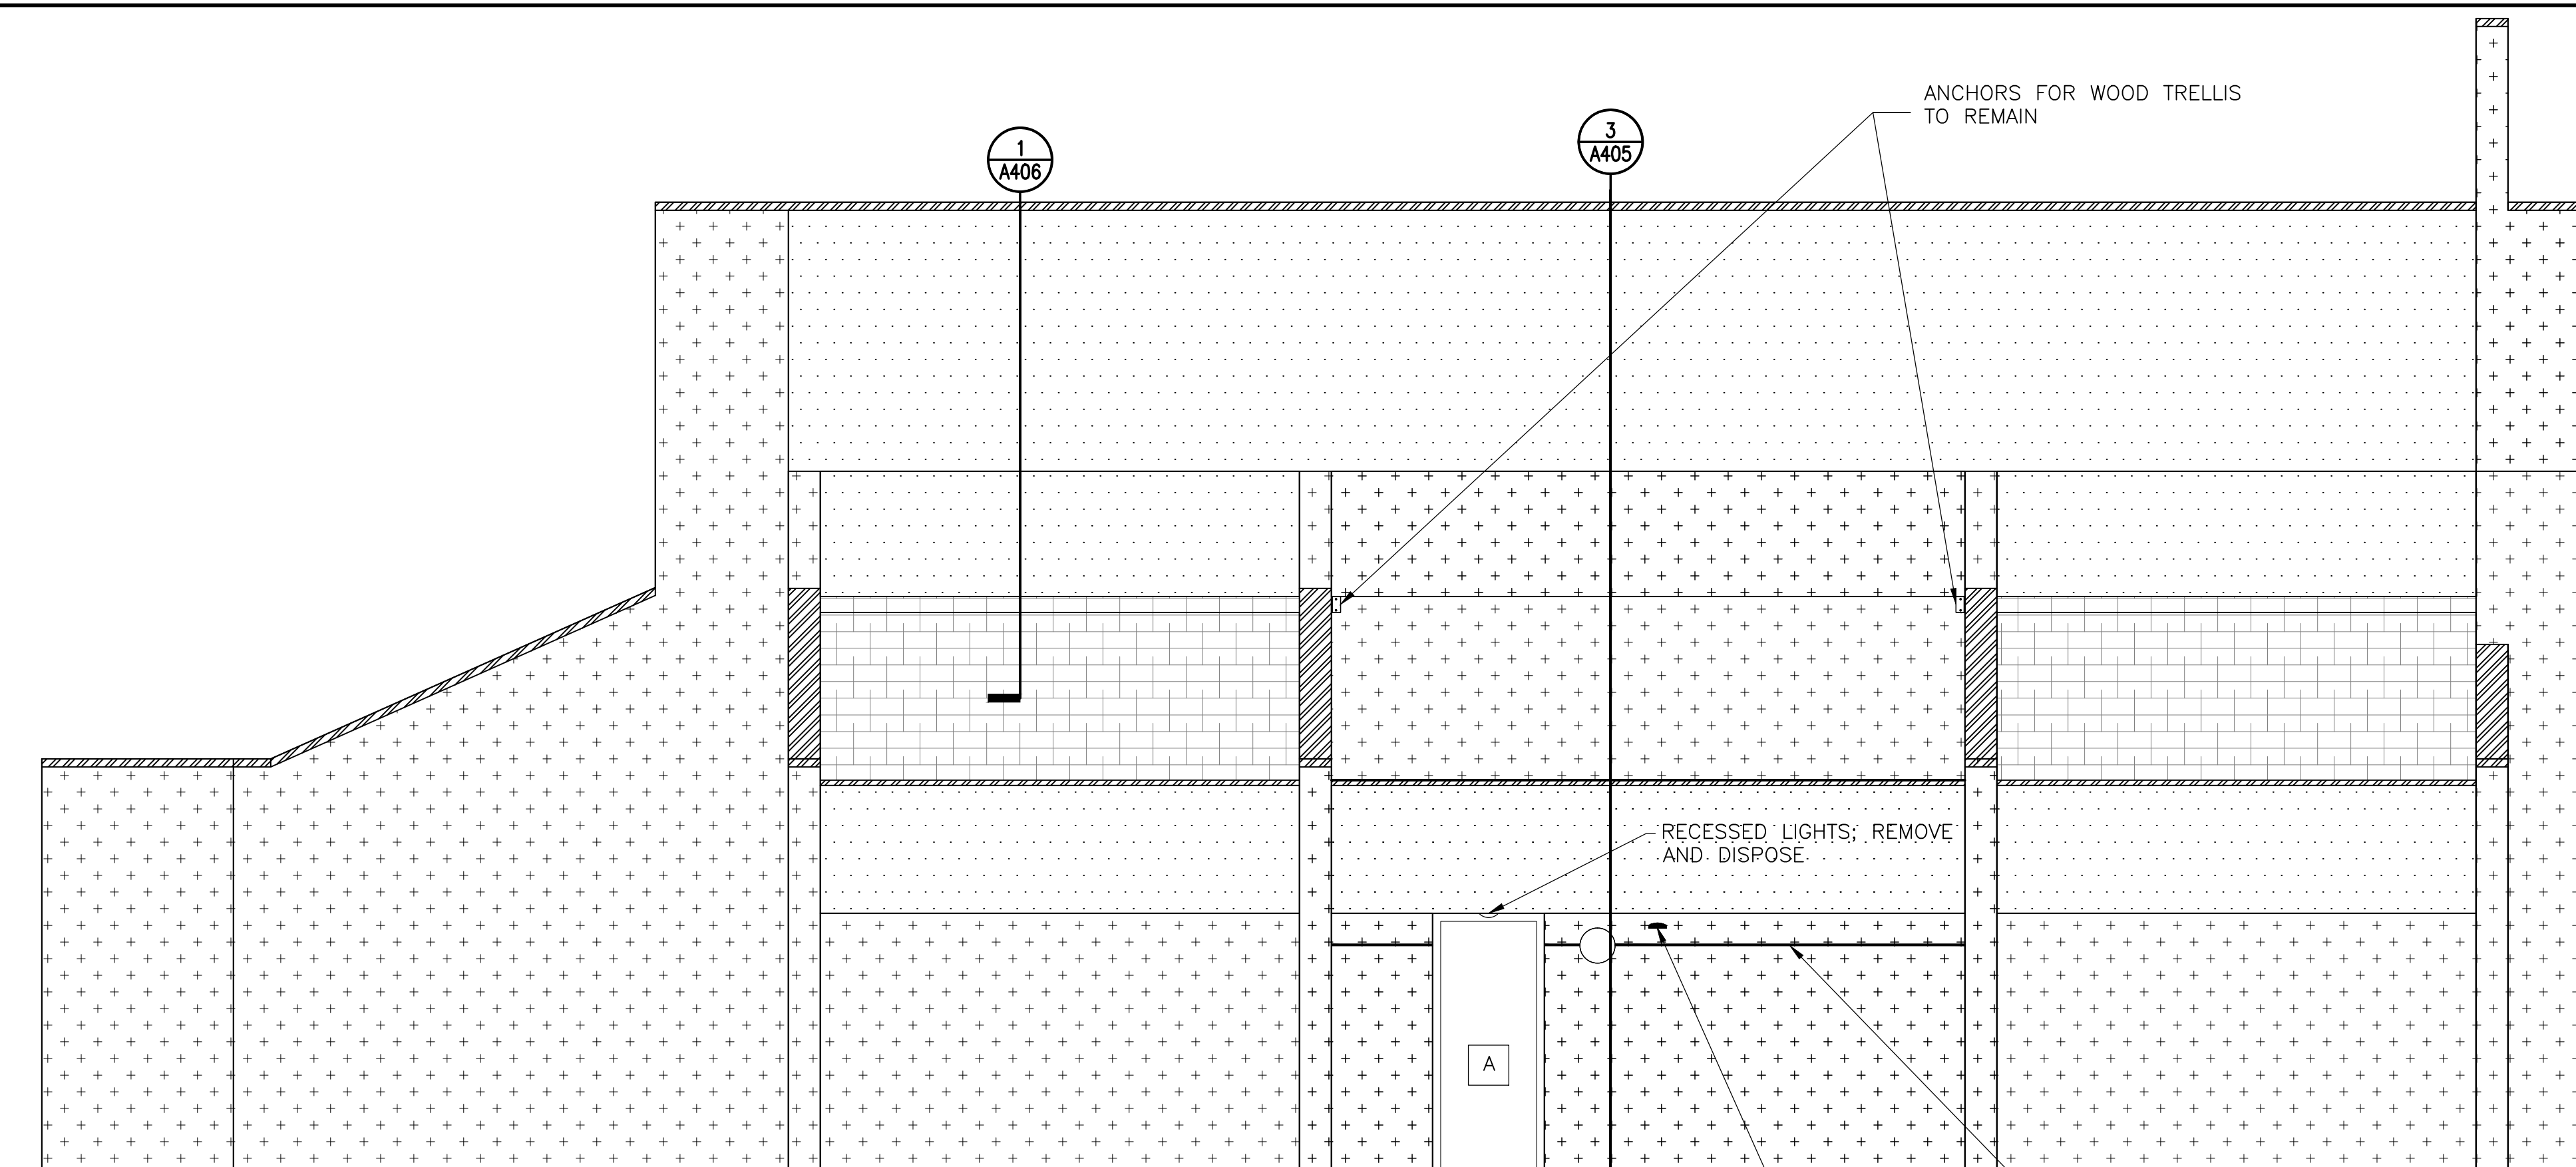 ANCHORS FOR WOOD TRELLIS
TO REMAIN
3
A405
1
A406
RECESSED LIGHTS; REMOVE
AND DISPOSE
A